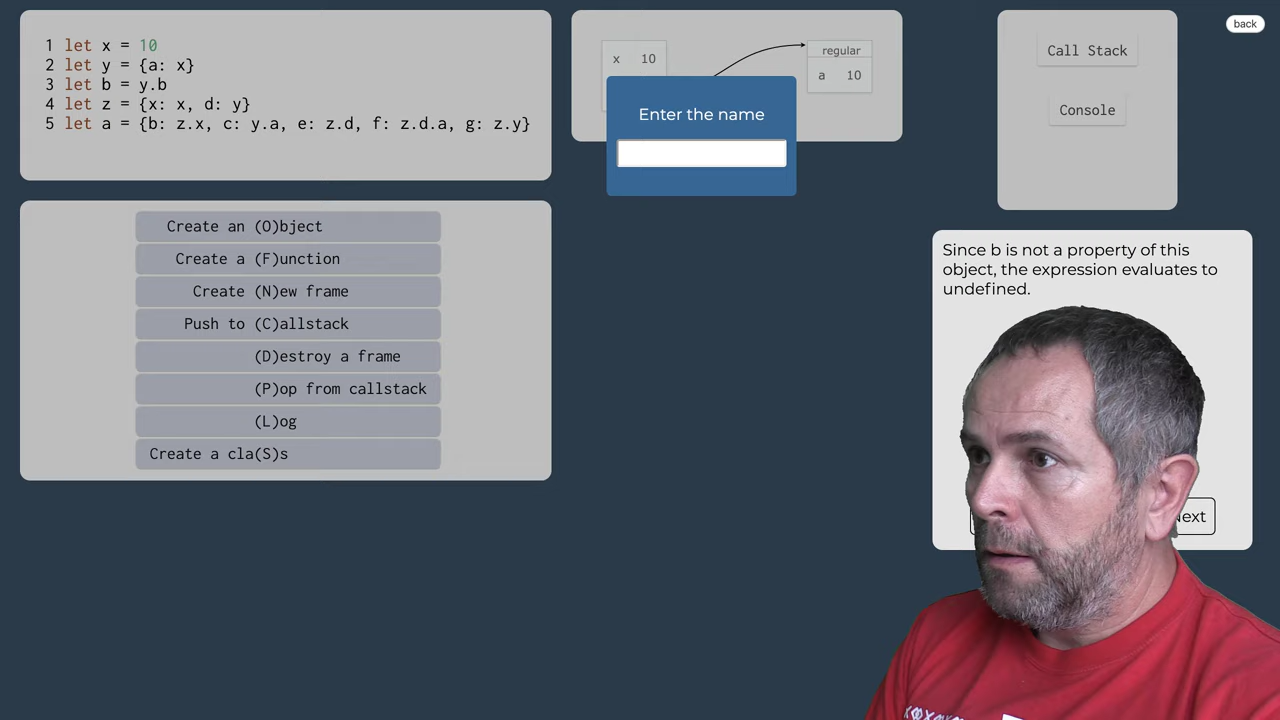 back
1 let x = 10
2 let y = {a: x}
3 let b = y.b
4 let z = {x: x, d: y}
5 let a = {b: z.x, c: y.a, e: z.d, f: z.d.a, g: z.y}
x 10
regular
a 10
Enter the name
Call Stack
Console
Create an (O)bject
Create a (F)unction
Create (N)ew frame
Push to (C)allstack
(D)estroy a frame
(P)op from callstack
(L)og
Create a cla(S)s
Since b is not a property of this
object, the expression evaluates to
undefined.
Next